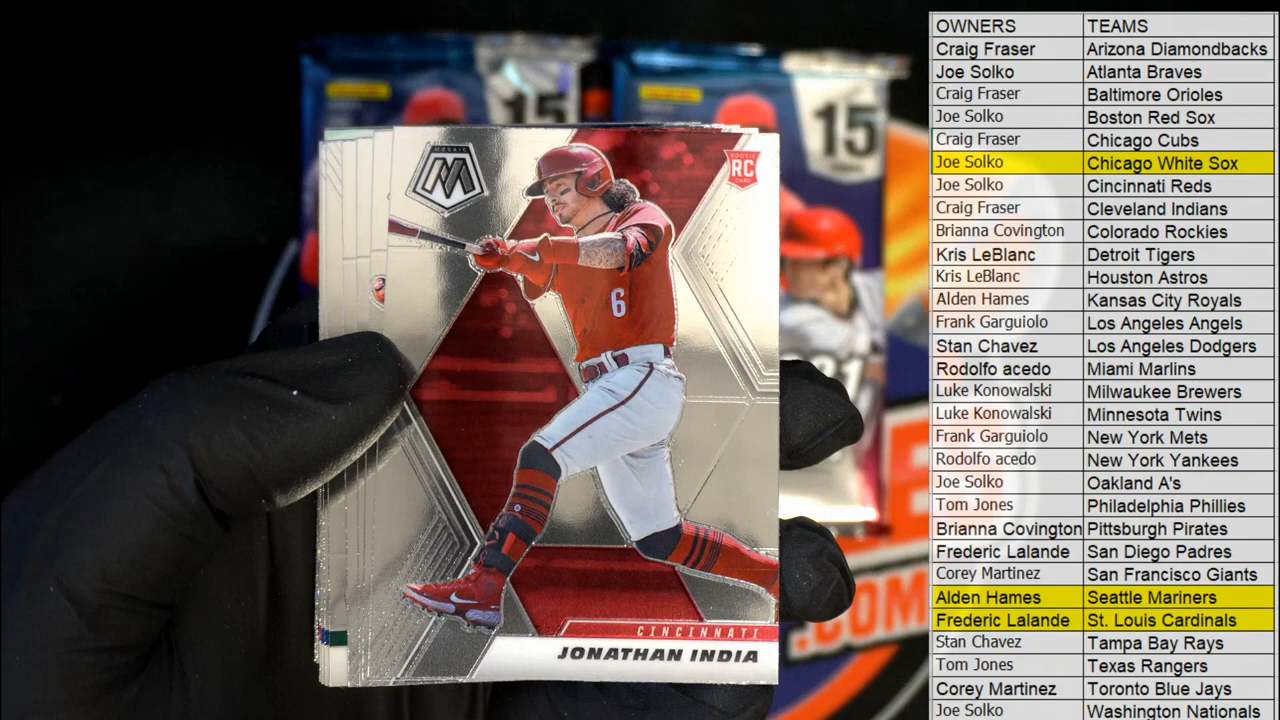 15
15
MOSAIC
M
ROOKIE
RC
CARD
6
CINCINNATI
JONATHAN INDIA
.COM
OWNERS TEAMS
Craig Fraser Arizona Diamondbacks
Joe Solko Atlanta Braves
Craig Fraser Baltimore Orioles
Joe Solko Boston Red Sox
Craig Fraser Chicago Cubs
Joe Solko Chicago White Sox
Joe Solko Cincinnati Reds
Craig Fraser Cleveland Indians
Brianna Covington Colorado Rockies
Kris LeBlanc Detroit Tigers
Kris LeBlanc Houston Astros
Alden Hames Kansas City Royals
Frank Garguiolo Los Angeles Angels
Stan Chavez Los Angeles Dodgers
Rodolfo acedo Miami Marlins
Luke Konowalski Milwaukee Brewers
Luke Konowalski Minnesota Twins
Frank Garguiolo New York Mets
Rodolfo acedo New York Yankees
Joe Solko Oakland A's
Tom Jones Philadelphia Phillies
Brianna Covington Pittsburgh Pirates
Frederic Lalande San Diego Padres
Corey Martinez San Francisco Giants
Alden Hames Seattle Mariners
Frederic Lalande St. Louis Cardinals
Stan Chavez Tampa Bay Rays
Tom Jones Texas Rangers
Corey Martinez Toronto Blue Jays
Joe Solko Washington Nationals